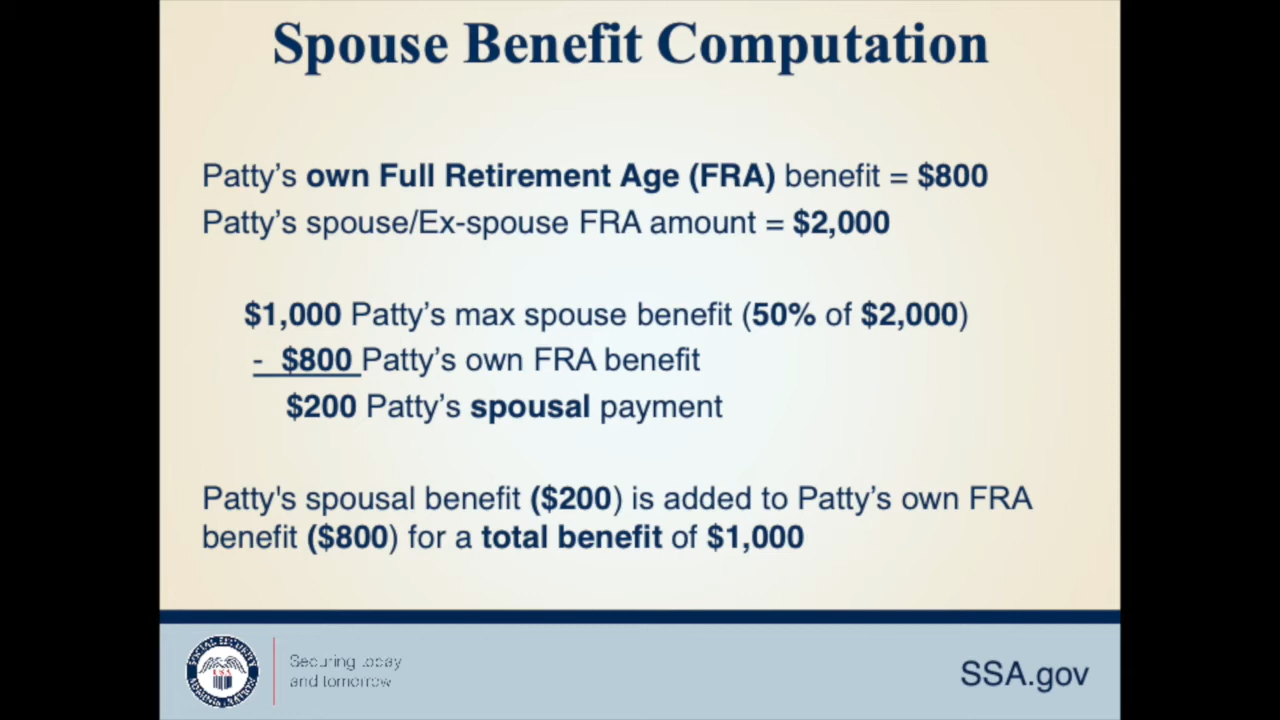 Spouse Benefit Computation
Patty's own Full Retirement Age (FRA) benefit = $800
Patty's spouse/Ex-spouse FRA amount = $2,000
$1,000 Patty's max spouse benefit (50% of $2,000)
- $800 Patty's own FRA benefit
$200 Patty's spousal payment
Patty's spousal benefit ($200) is added to Patty's own FRA
benefit ($800) for a total benefit of $1,000
SOCIAL SECURITY
USA
Securing today
and tomorrow
SSA.gov